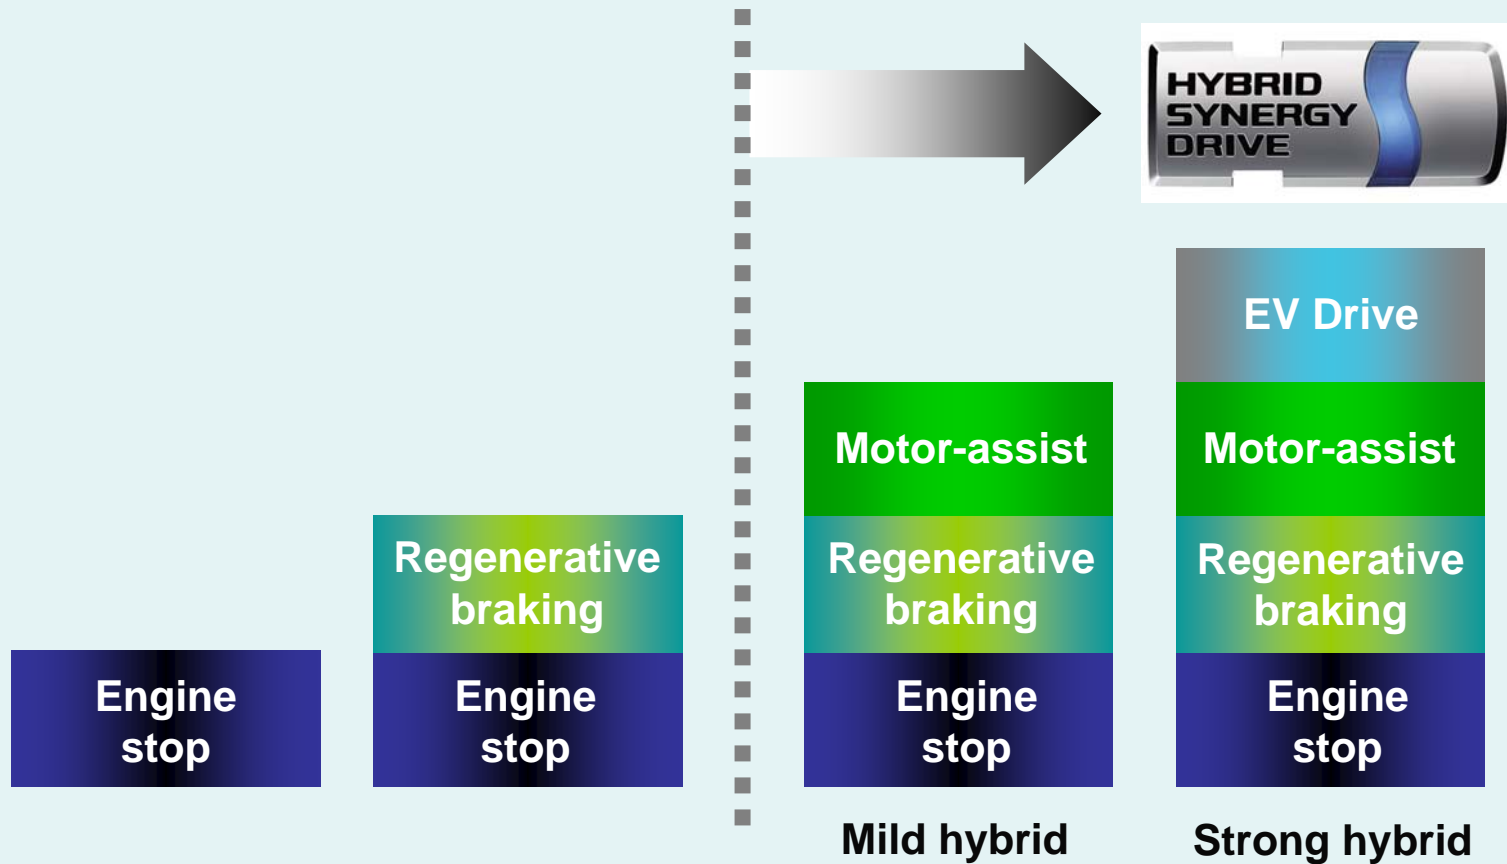 HYBRID
SYNERGY
DRIVE
EV Drive
Motor-assist
Motor-assist
Regenerative
braking
Regenerative
braking
Regenerative
braking
Engine
stop
Engine
stop
Engine
stop
Engine
stop
Mild hybrid
Strong hybrid